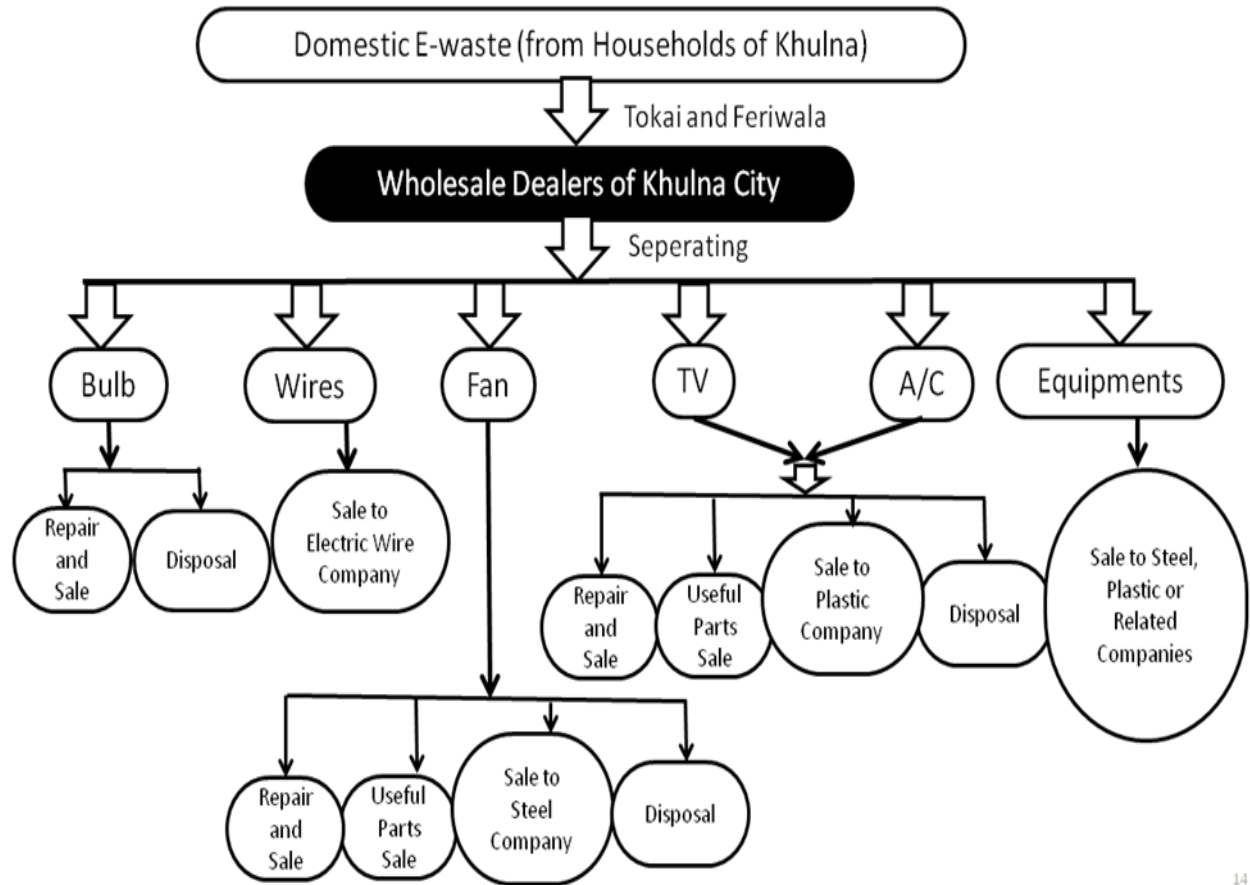 Domestic E-waste (from Households of Khulna)
Tokai and Feriwala
Wholesale Dealers of Khulna City
Seperating
Bulb
Wires
Fan
TV
A/C
Equipments
Repair
and
Sale
Disposal
Sale to
Electric Wire
Company
Repair
and
Sale
Useful
Parts
Sale
Sale to
Plastic
Company
Disposal
Sale to Steel,
Plastic or
Related
Companies
Repair
and
Sale
Useful
Parts
Sale
Sale to
Steel
Company
Disposal
14